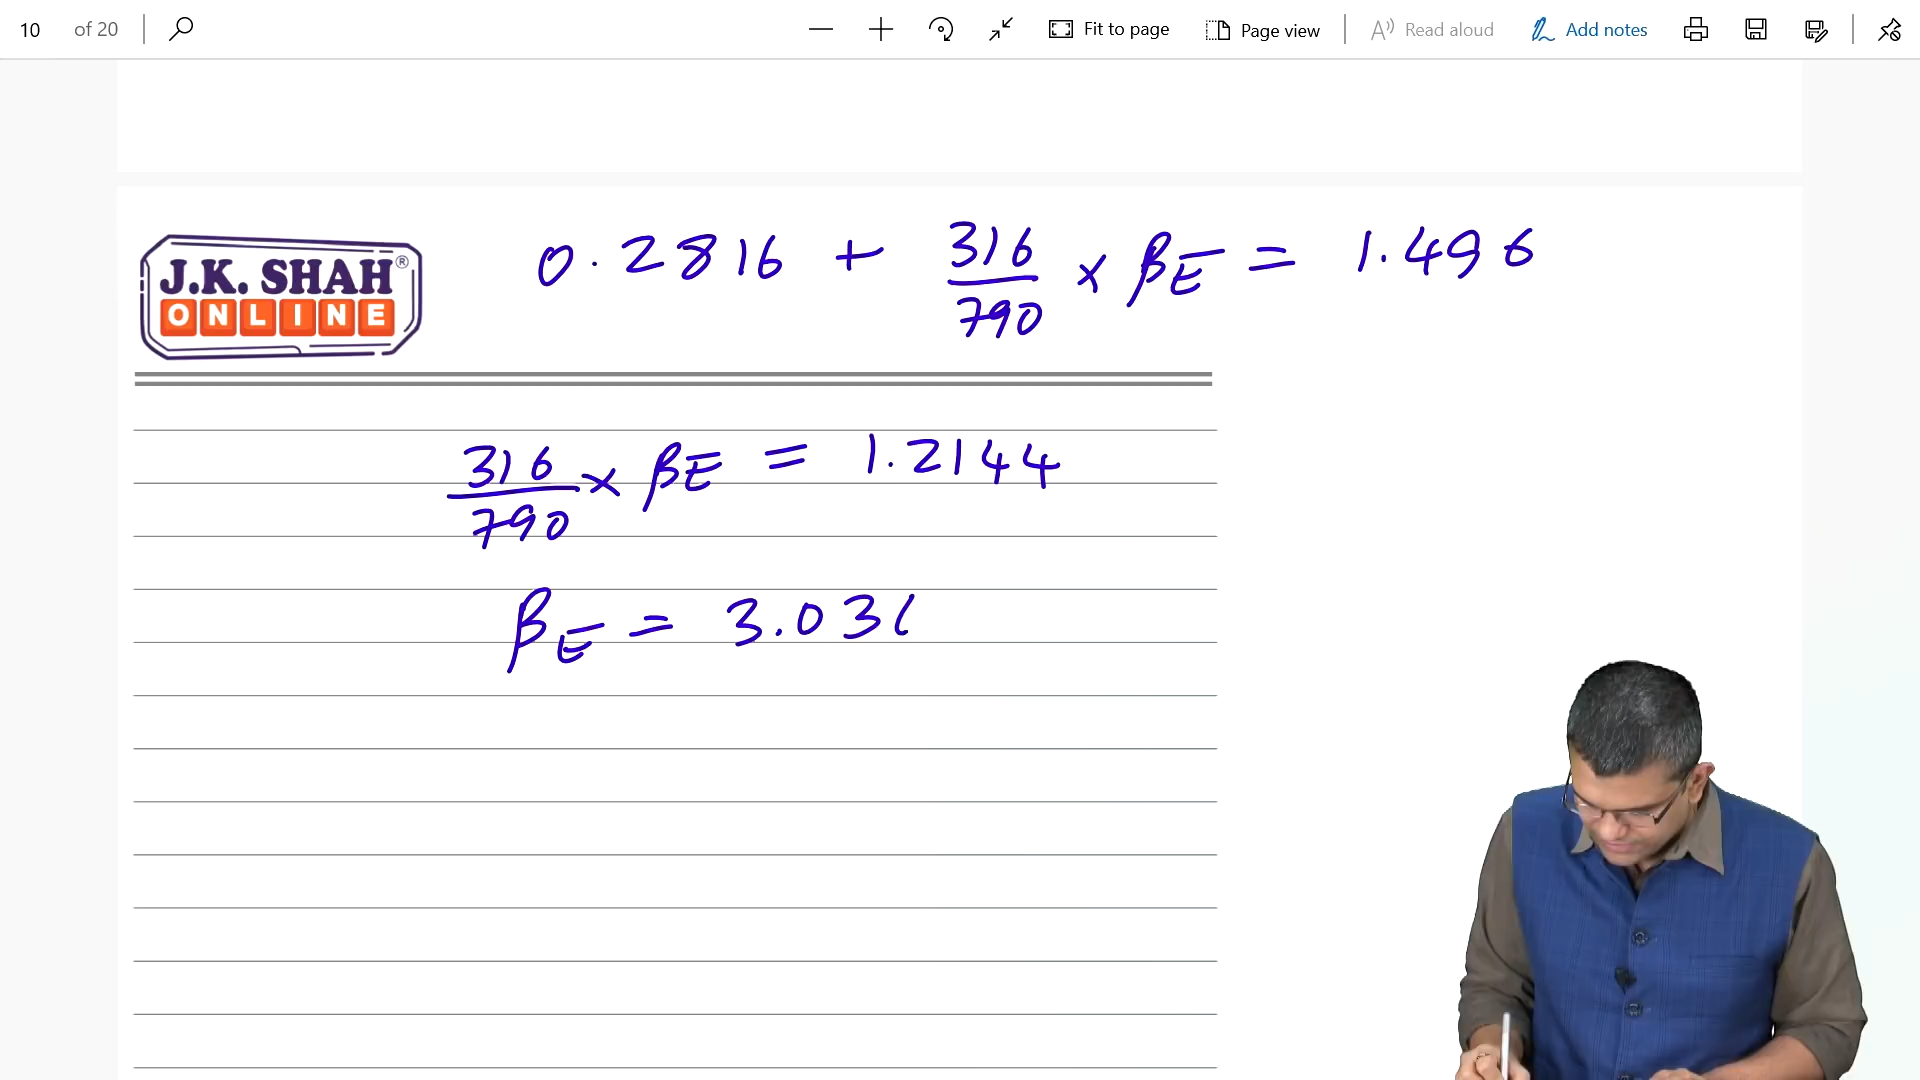 10 of 20 Fit to page Page view Read aloud Add notes
J.K. SHAH®
ONLINE
0.2816 + 316/790 × βE = 1.496
316/790 × βE = 1.2144
βE = 3.03